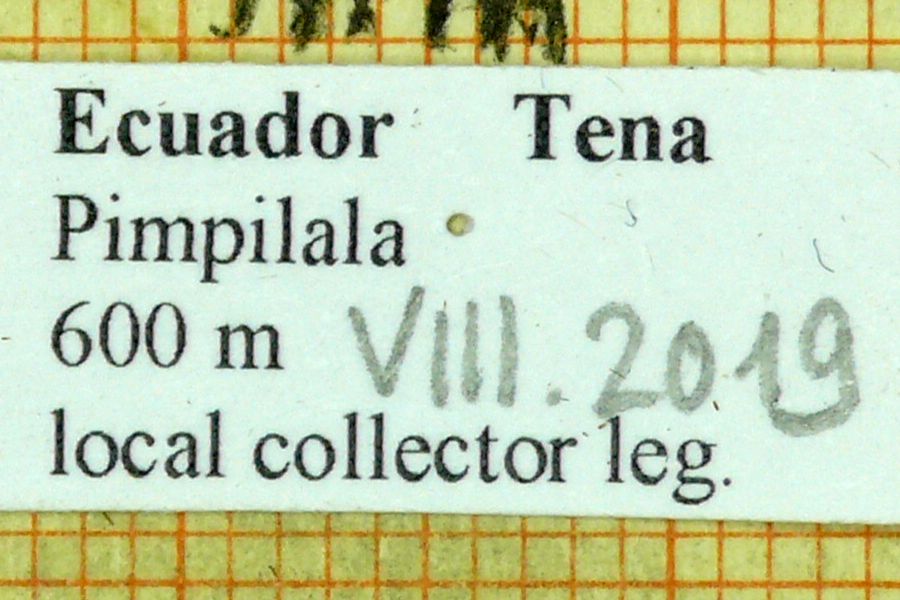 Ecuador Tena
Pimpilala
600 m VIII.2019
local collector leg.